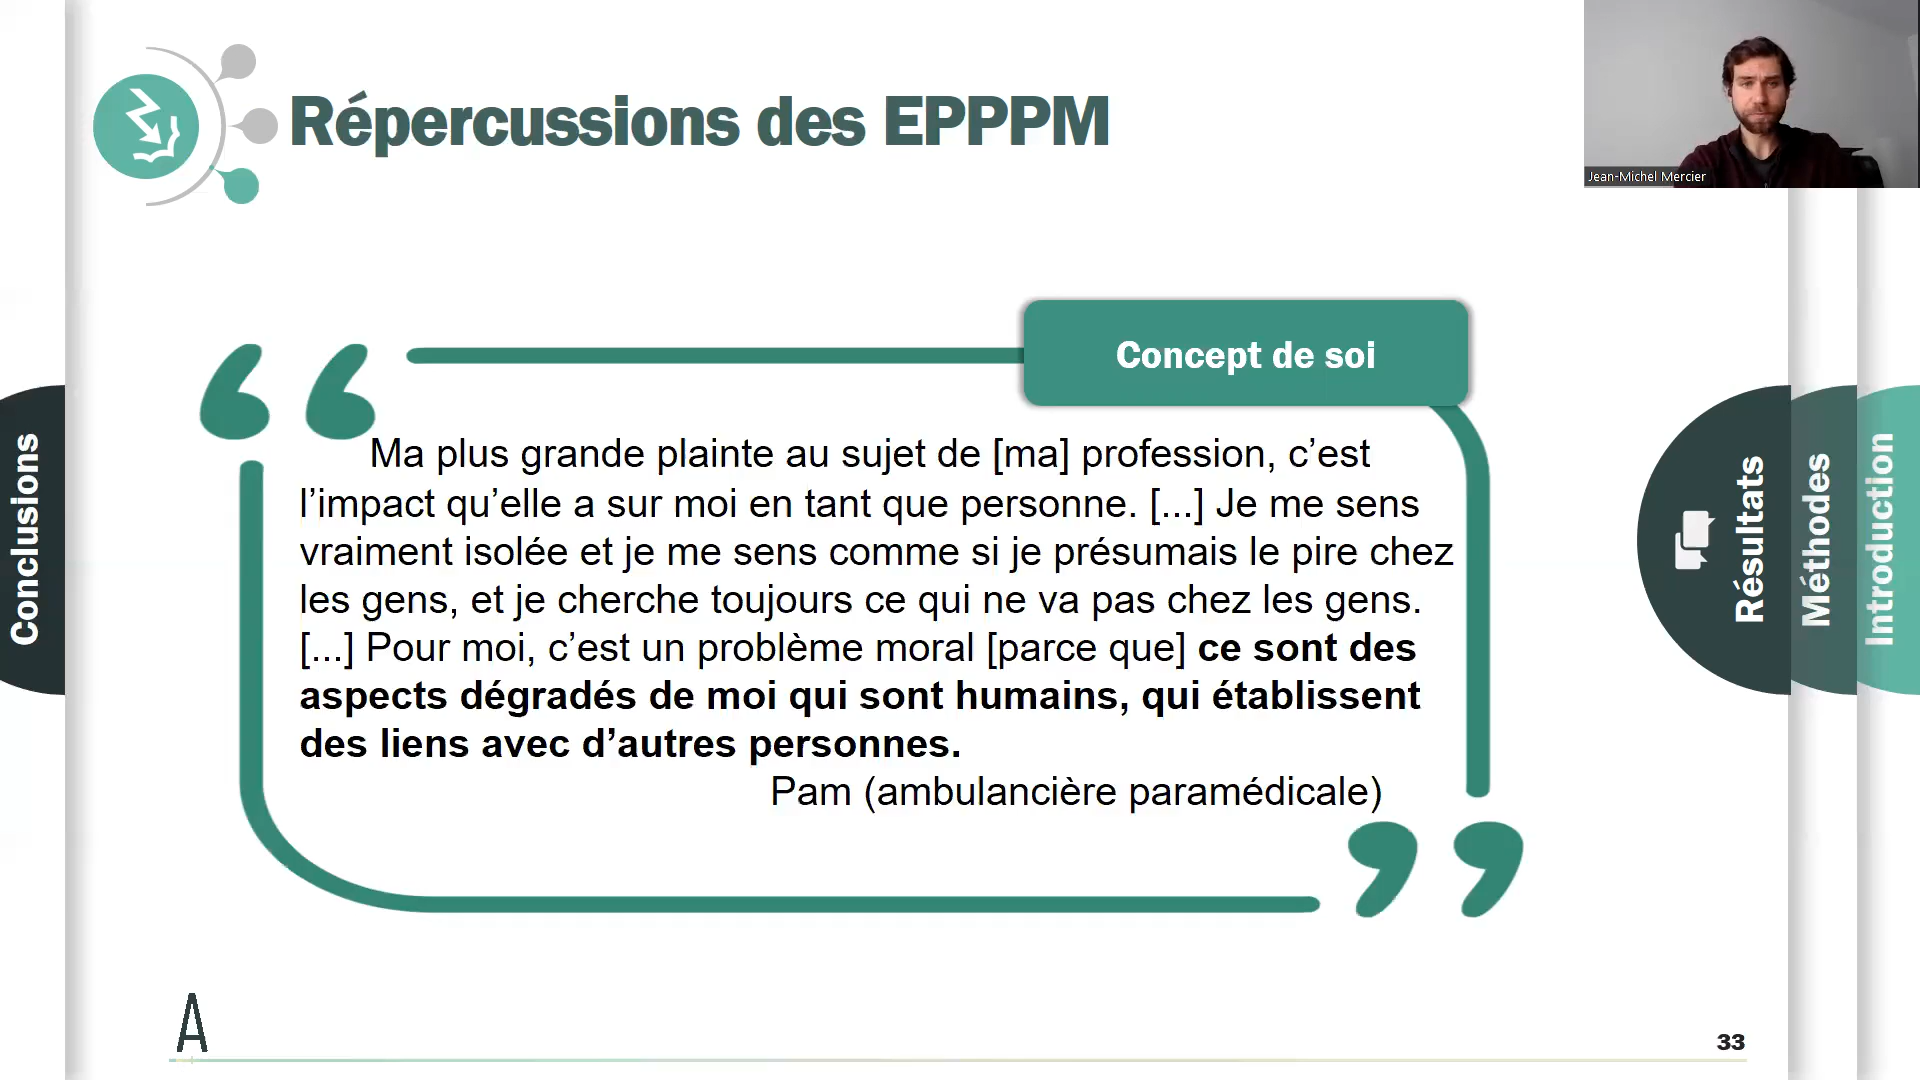 Répercussions des EPPPM
Jean-Michel Mercier
Concept de soi
Ma plus grande plainte au sujet de [ma] profession, c’est
l’impact qu’elle a sur moi en tant que personne. [...] Je me sens
vraiment isolée et je me sens comme si je présumais le pire chez
les gens, et je cherche toujours ce qui ne va pas chez les gens.
[...] Pour moi, c’est un problème moral [parce que] ce sont des
aspects dégradés de moi qui sont humains, qui établissent
des liens avec d’autres personnes.
Pam (ambulancière paramédicale)
Conclusions
Résultats
Méthodes
Introduction
A
33